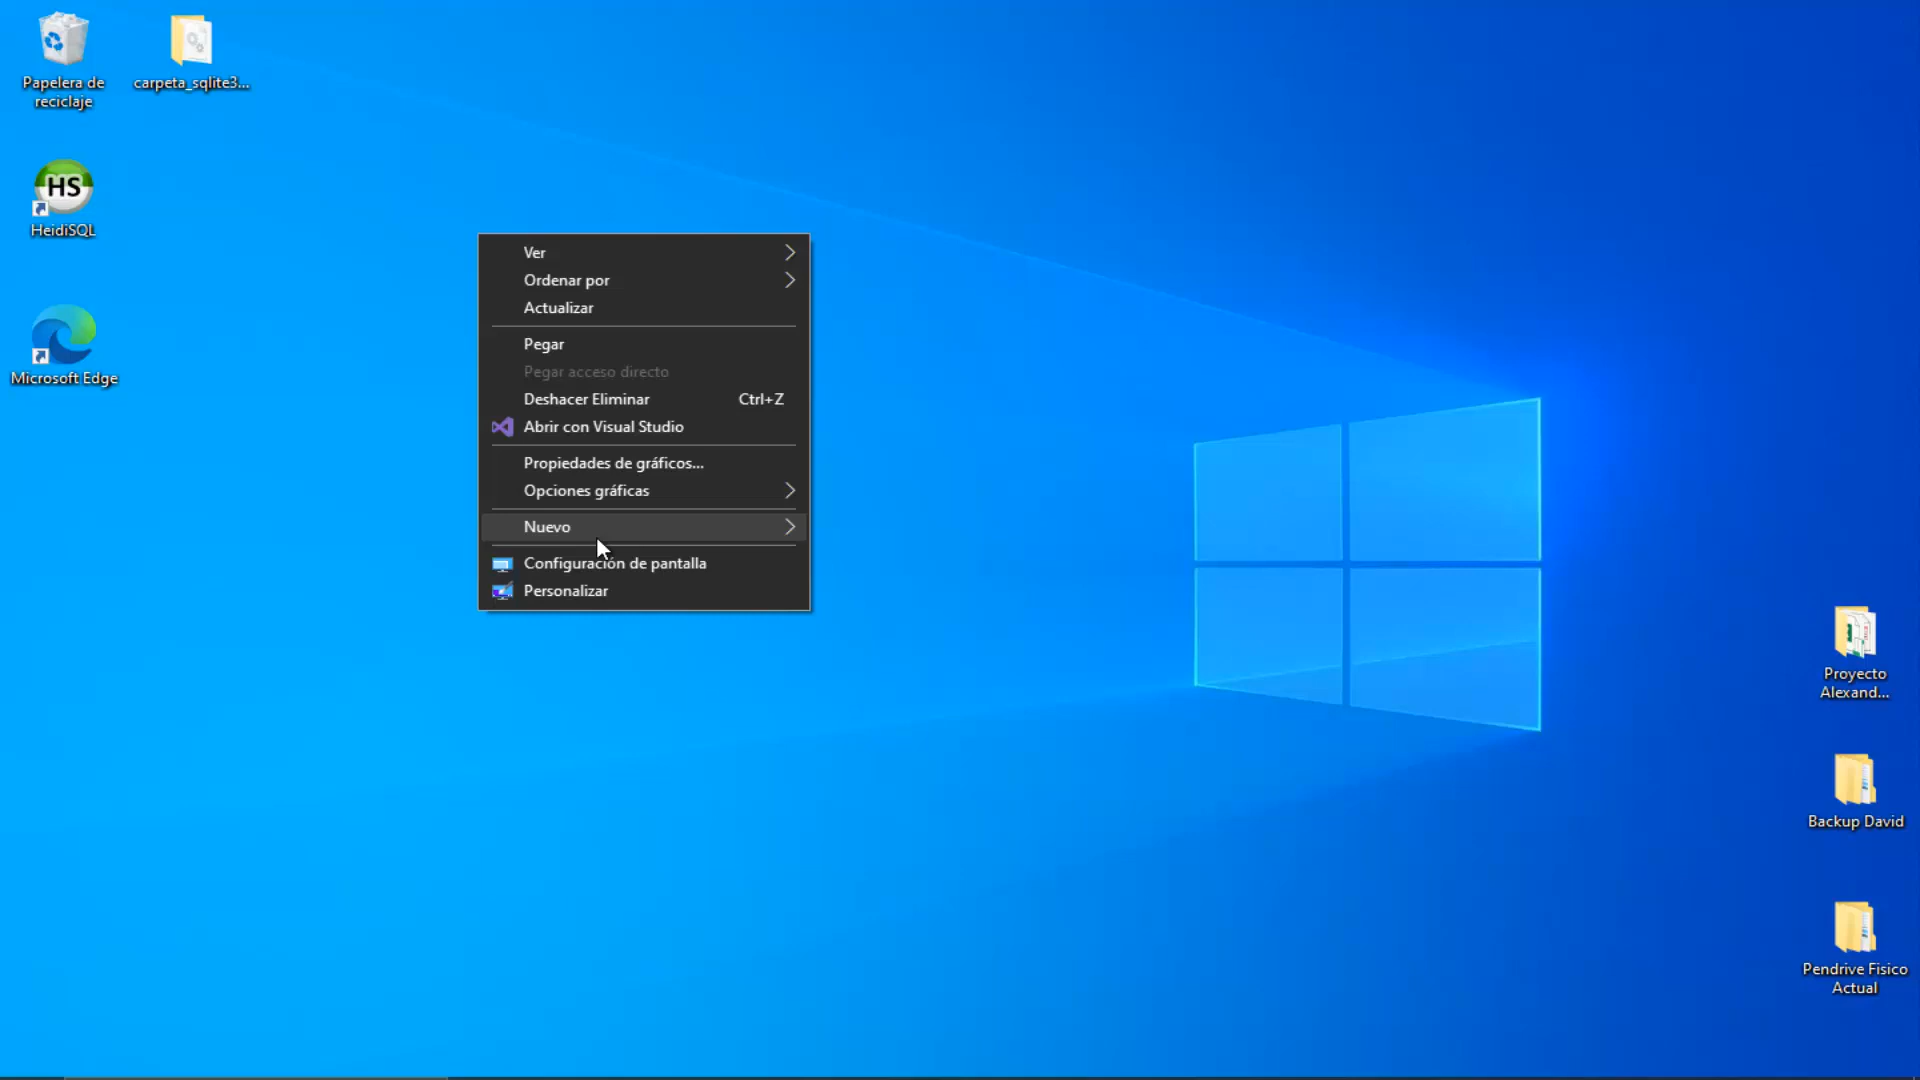 Papelera de
reciclaje
carpeta_sqlite3...
HS
HeidiSQL
Microsoft Edge
Ver
Ordenar por
Actualizar
Pegar
Pegar acceso directo
Deshacer Eliminar Ctrl+Z
Abrir con Visual Studio
Propiedades de gráficos...
Opciones gráficas
Nuevo
Configuración de pantalla
Personalizar
Proyecto
Alexand...
Backup David
Pendrive Fisico
Actual